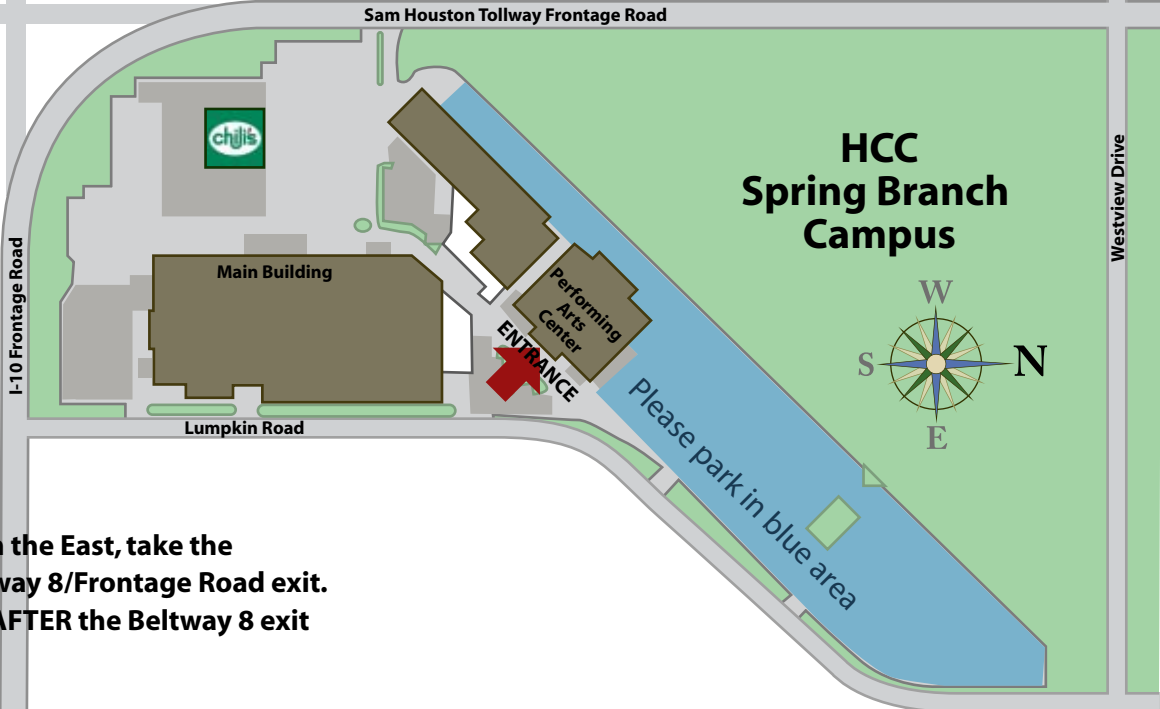 Sam Houston Tollway Frontage Road
chili's
HCC
Spring Branch
Campus
Westview Drive
I-10 Frontage Road
Main Building
Performing
Arts
Center
ENTRANCE
W
S
N
E
Please park in blue area
Lumpkin Road
the East, take the
way 8/Frontage Road exit.
AFTER the Beltway 8 exit